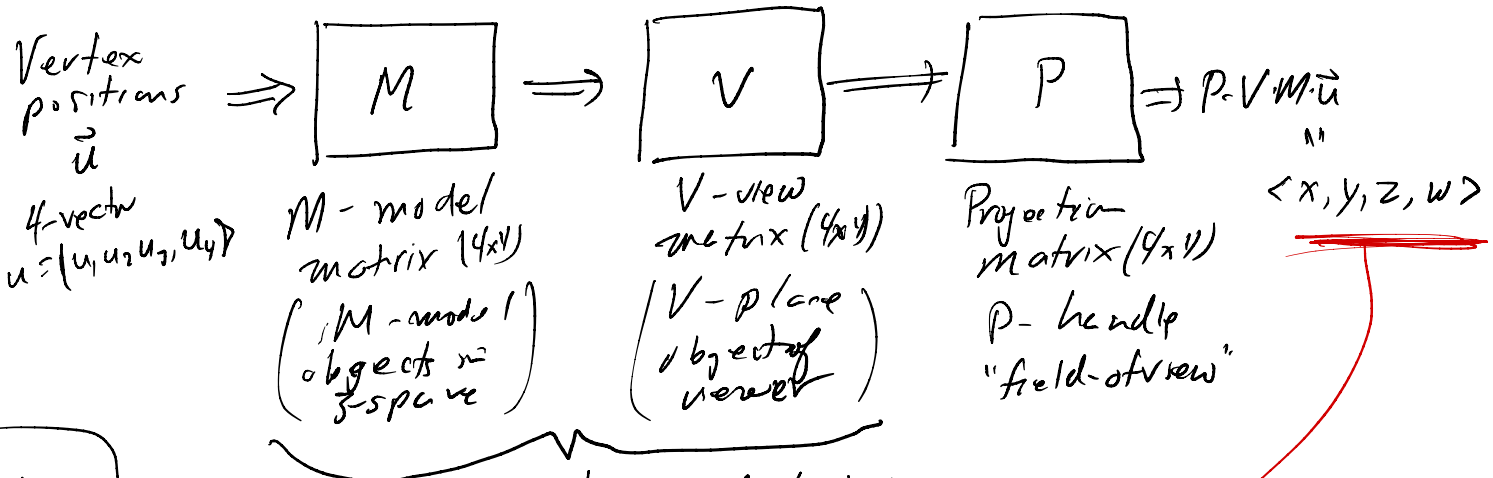 Vertex
positions
u⃗
4-vector
u = ⟨u₁ u₂ u₃, u₄⟩
⇒
M
⇒
V
⇒
P
⇒ P·V·M·u⃗
"
<x, y, z, w>
M - model
matrix (4x4)
(M - model
objects in
3-space)
V - view
matrix (4x4)
(V - place
object of
viewer)
Projection
matrix (4x4)
P - handle
"field-of view"